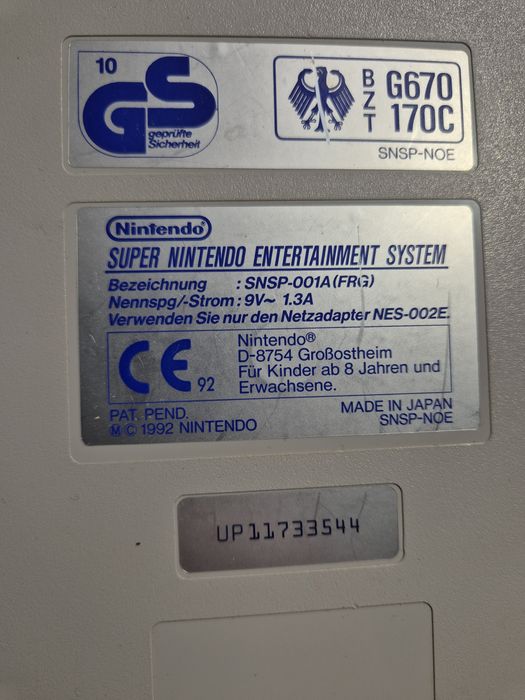 10
GS
geprüfte
Sicherheit
BZT
G670
170C
SNSP-NOE
Nintendo
SUPER NINTENDO ENTERTAINMENT SYSTEM
Bezeichnung : SNSP-001A(FRG)
Nennspg/-Strom : 9V~ 1.3A
Verwenden Sie nur den Netzadapter NES-002E.
CE 92
Nintendo®
D-8754 Großostheim
Für Kinder ab 8 Jahren und
Erwachsene.
PAT. PEND.
Ⓜ © 1992 NINTENDO
MADE IN JAPAN
SNSP-NOE
UP11733544